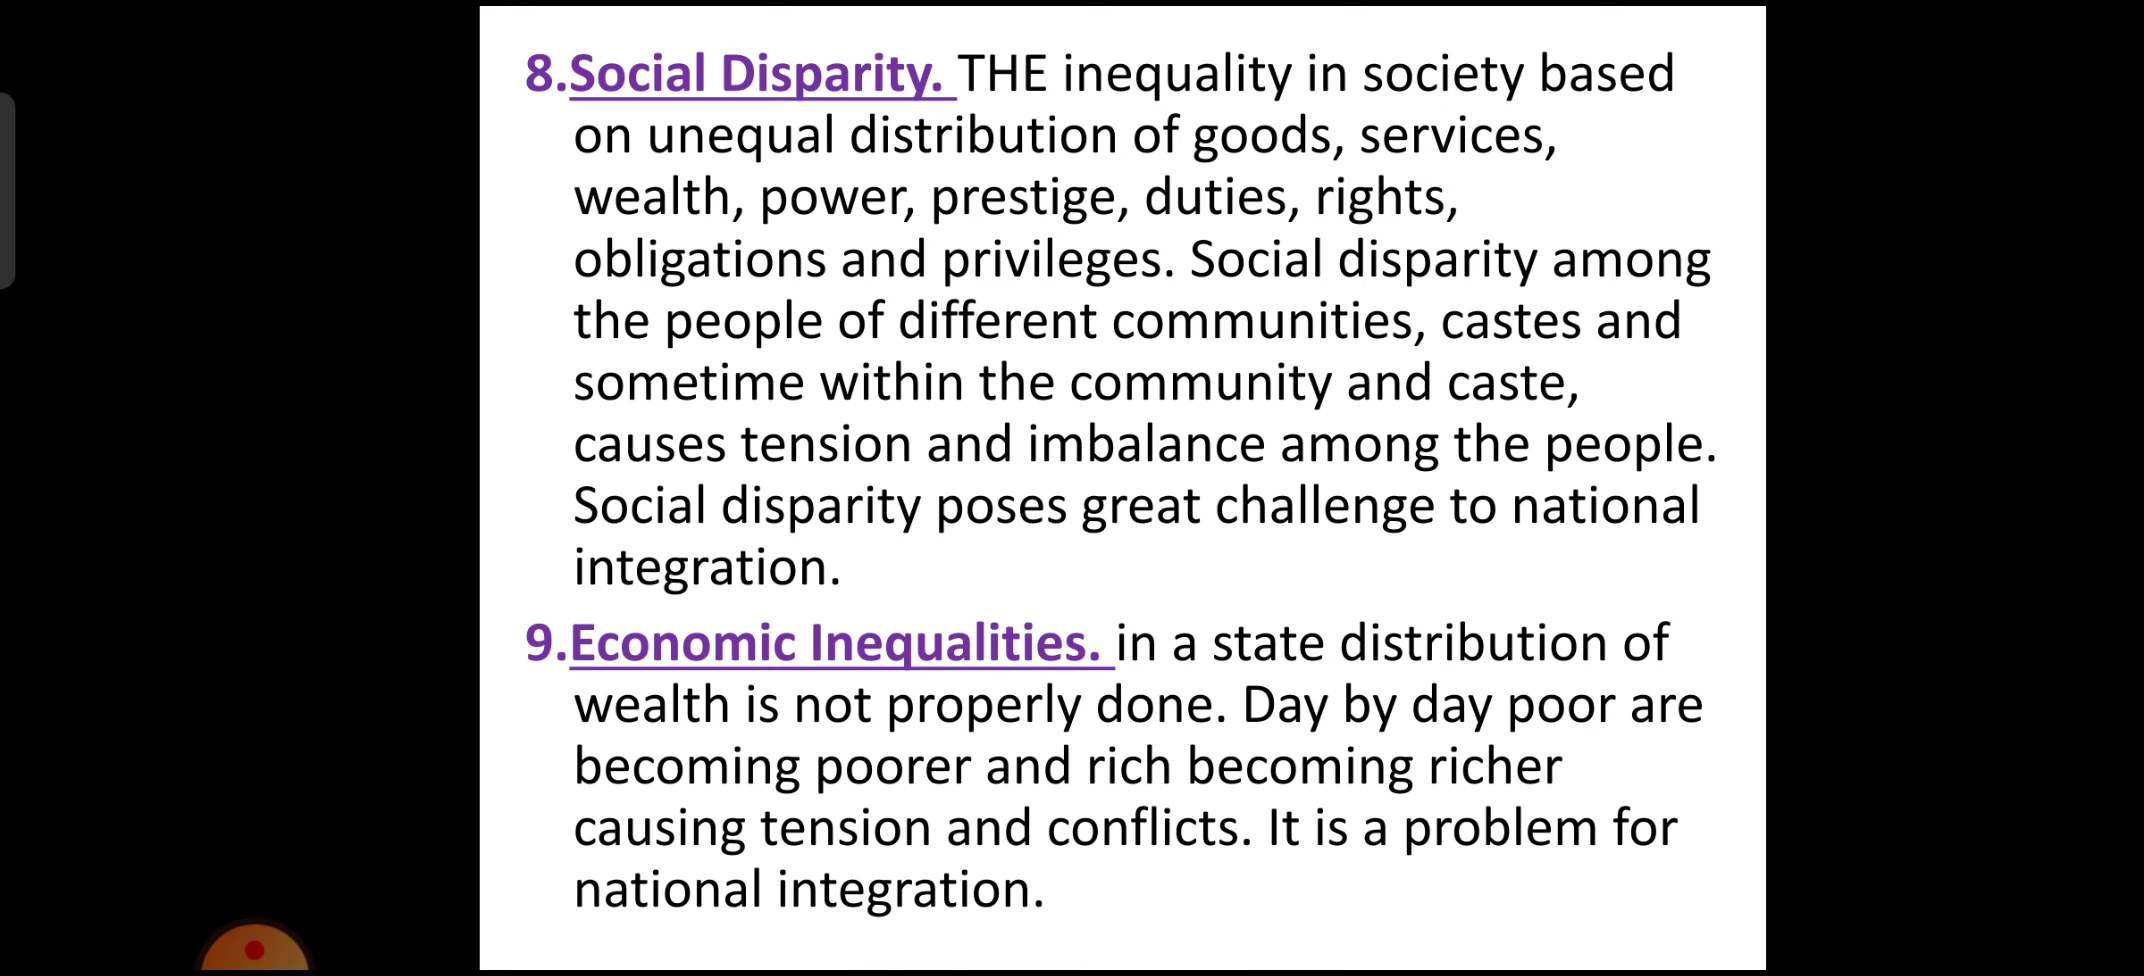 8.Social Disparity. THE inequality in society based
on unequal distribution of goods, services,
wealth, power, prestige, duties, rights,
obligations and privileges. Social disparity among
the people of different communities, castes and
sometime within the community and caste,
causes tension and imbalance among the people.
Social disparity poses great challenge to national
integration.
9.Economic Inequalities. in a state distribution of
wealth is not properly done. Day by day poor are
becoming poorer and rich becoming richer
causing tension and conflicts. It is a problem for
national integration.